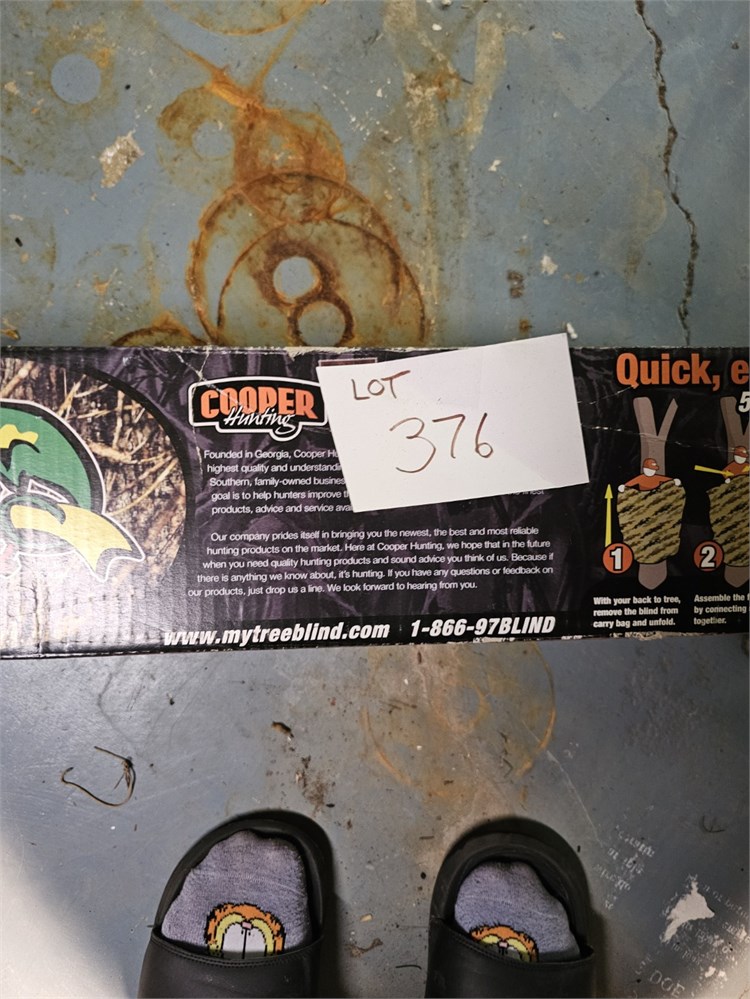 COOPER
Hunting
LOT
376
Founded in Georgia, Cooper
highest quality and
Southern, family-owned
goal is to help hunters improve
products, advice and service
Our company prides itself in bringing you the newest, the best and most reliable
hunting products on the market. Here at Cooper Hunting, we hope that in the future
when you need quality hunting products and sound advice you think of us. Because if
there is anything we know about, it's hunting. If you have any questions or feedback on
our products, just drop us a line. We look forward to hearing from you.
www.mytreeblind.com 1-866-97BLIND
Quick,
5
1
2
With your back to tree,
remove the blind from
carry bag and unfold.
Assemble the
by connecting
together.